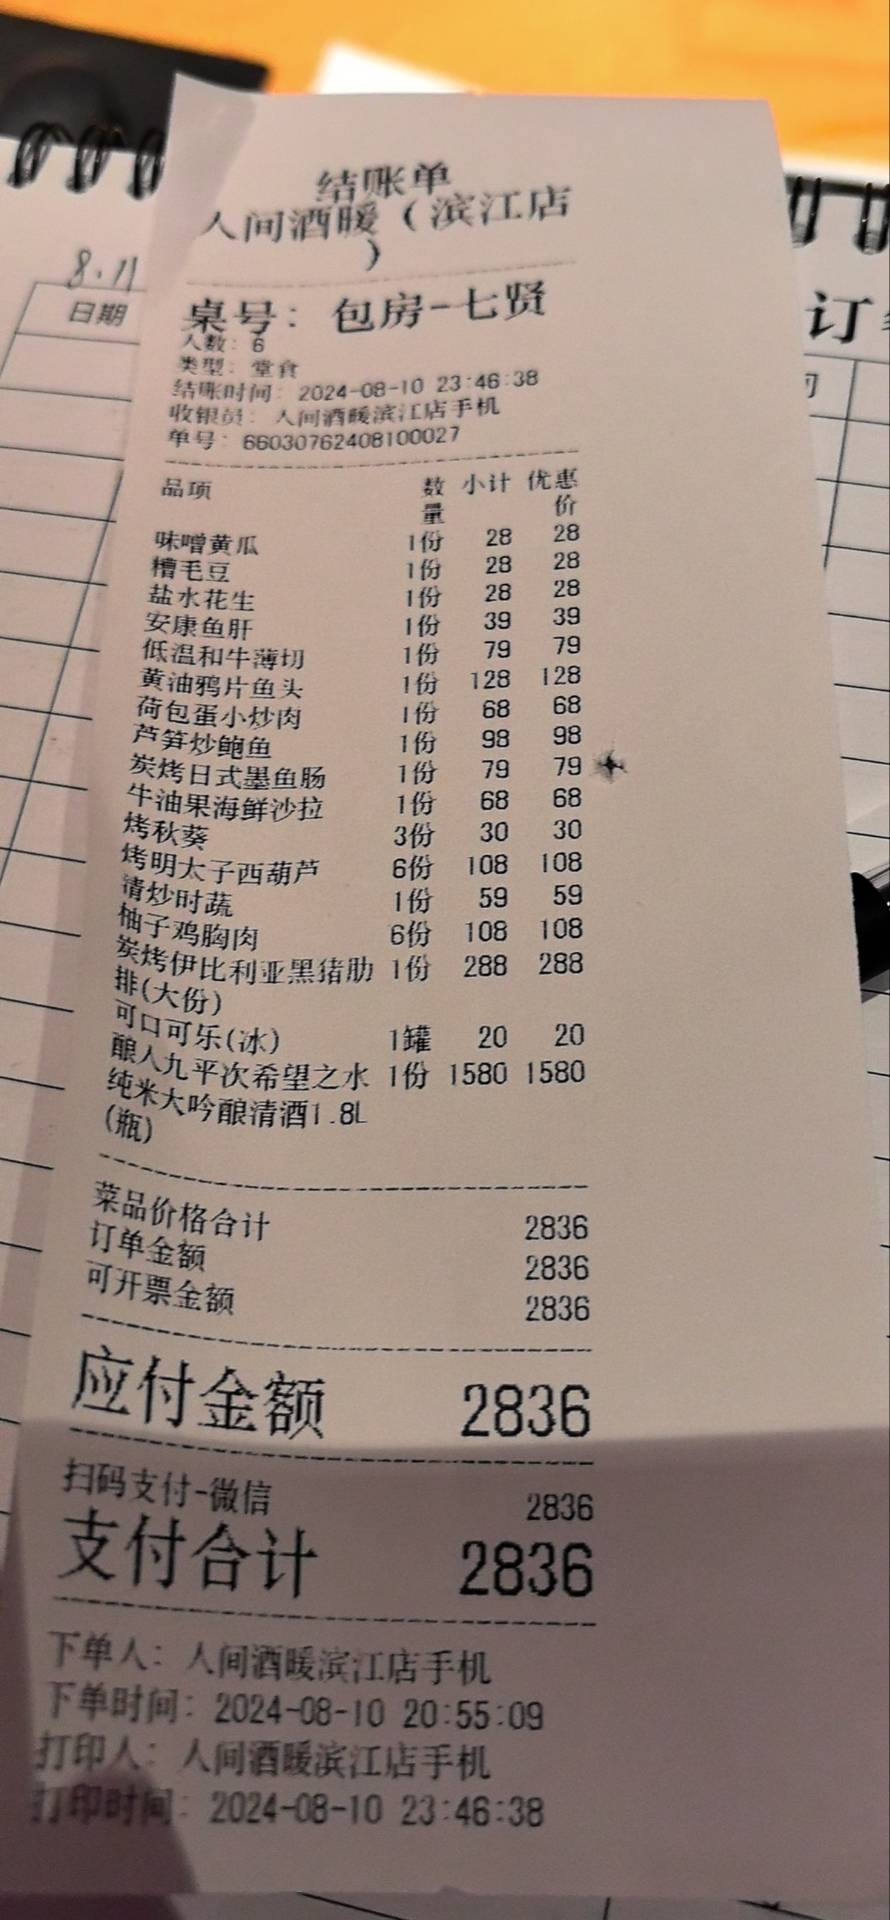 结账单
人间酒暖（滨江店
）
8.11
日期
订
桌号：包房-七贤
人数：6
类型：堂食
结账时间：2024-08-10 23:46:38
收银员：人间酒暖滨江店手机
单号：66030762408100027
品项 数量 小计 优惠价
味噌黄瓜 1份 28 28
糟毛豆 1份 28 28
盐水花生 1份 28 28
安康鱼肝 1份 39 39
低温和牛薄切 1份 79 79
黄油鸦片鱼头 1份 128 128
荷包蛋小炒肉 1份 68 68
芦笋炒鲍鱼 1份 98 98
炭烤日式墨鱼肠 1份 79 79
牛油果海鲜沙拉 1份 68 68
烤秋葵 3份 30 30
烤明太子西葫芦 6份 108 108
清炒时蔬 1份 59 59
柚子鸡胸肉 6份 108 108
炭烤伊比利亚黑猪肋 1份 288 288
排(大份)
可口可乐(冰) 1罐 20 20
酿人九平次希望之水 1份 1580 1580
纯米大吟酿清酒1.8L
(瓶)
菜品价格合计 2836
订单金额 2836
可开票金额 2836
应付金额 2836
扫码支付-微信 2836
支付合计 2836
下单人：人间酒暖滨江店手机
下单时间：2024-08-10 20:55:09
打印人：人间酒暖滨江店手机
打印时间：2024-08-10 23:46:38